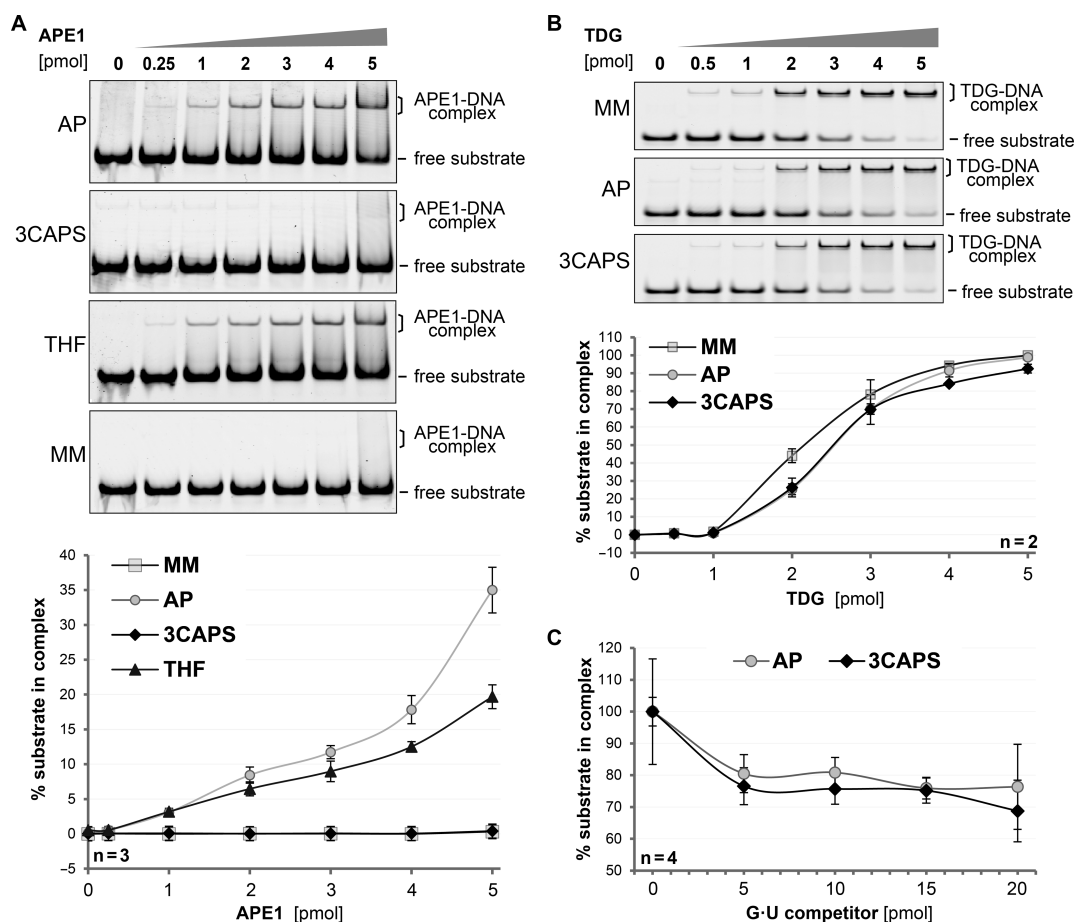 A
APE1
[pmol]
0 0.25 1 2 3 4 5
AP
APE1-DNA
complex
free substrate
3CAPS
APE1-DNA
complex
free substrate
THF
APE1-DNA
complex
free substrate
MM
APE1-DNA
complex
free substrate
% substrate in complex
40
35
30
25
20
15
10
5
0
–5
MM
AP
3CAPS
THF
n = 3
0 1 2 3 4 5
APE1 [pmol]
B
TDG
[pmol]
0 0.5 1 2 3 4 5
MM
TDG-DNA
complex
free substrate
AP
TDG-DNA
complex
free substrate
3CAPS
TDG-DNA
complex
free substrate
% substrate in complex
110
100
90
80
70
60
50
40
30
20
10
0
–10
MM
AP
3CAPS
n = 2
0 1 2 3 4 5
TDG [pmol]
C
% substrate in complex
120
110
100
90
80
70
60
50
AP 3CAPS
n = 4
0 5 10 15 20
G·U competitor [pmol]